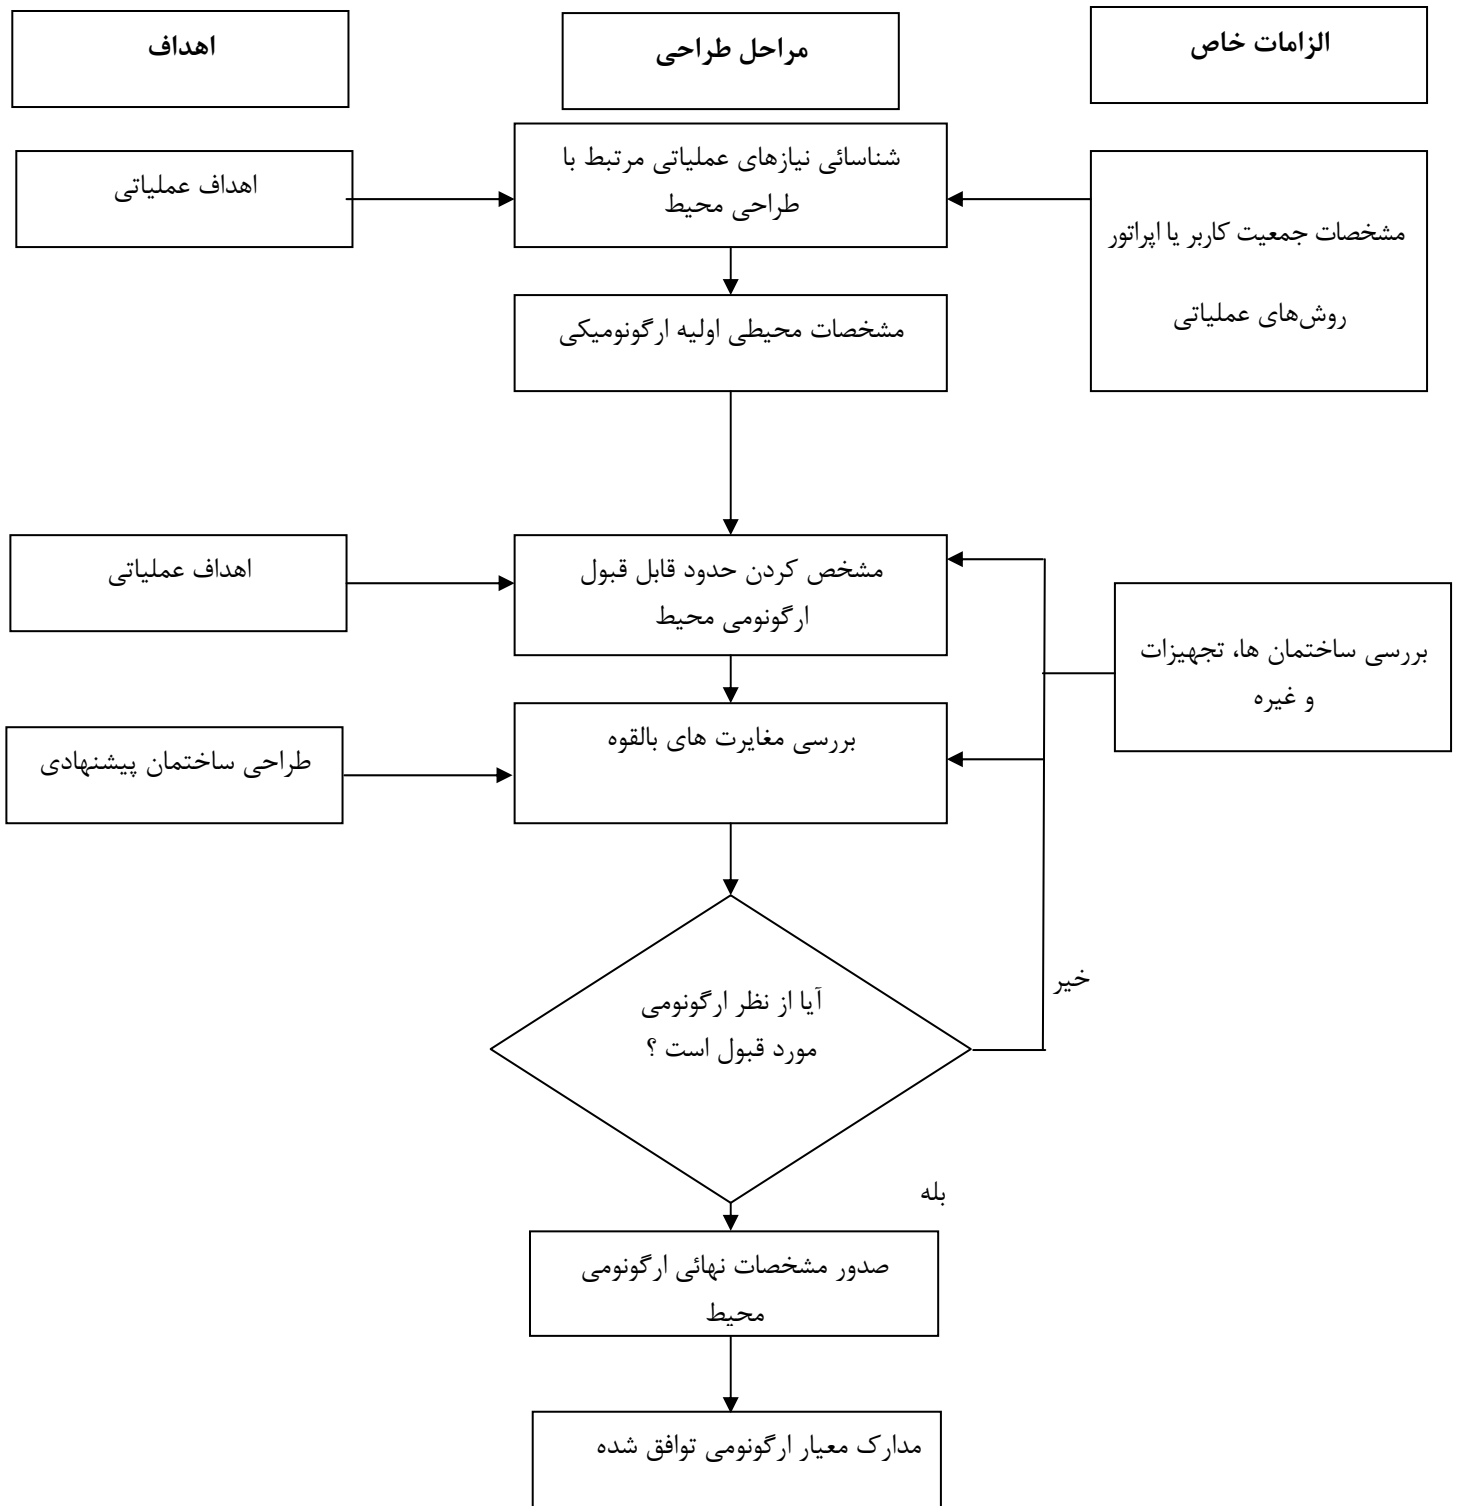 الزامات خاص
مراحل طراحی
اهداف
شناسائی نیازهای عملیاتی مرتبط با
طراحی محیط
اهداف عملیاتی
مشخصات جمعیت کاربر یا اپراتور
روش‌های عملیاتی
مشخصات محیطی اولیه ارگونومیکی
مشخص کردن حدود قابل قبول
ارگونومی محیط
اهداف عملیاتی
بررسی ساختمان ها، تجهیزات
و غیره
بررسی مغایرت های بالقوه
طراحی ساختمان پیشنهادی
آیا از نظر ارگونومی
مورد قبول است ؟
خیر
بله
صدور مشخصات نهائی ارگونومی
محیط
مدارک معیار ارگونومی توافق شده